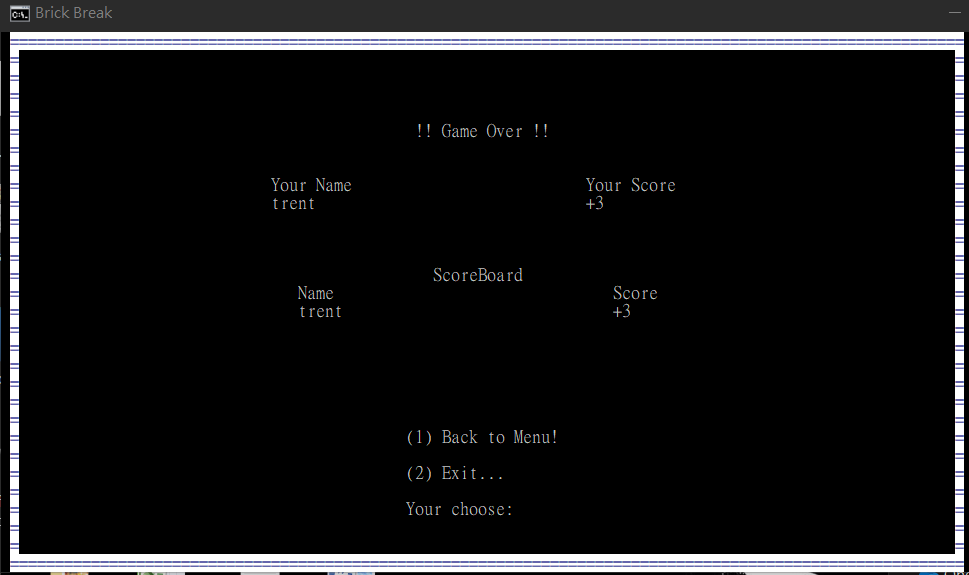 Brick Break
!! Game Over !!
Your Name Your Score
trent +3
ScoreBoard
Name Score
trent +3
(1) Back to Menu!
(2) Exit...
Your choose: